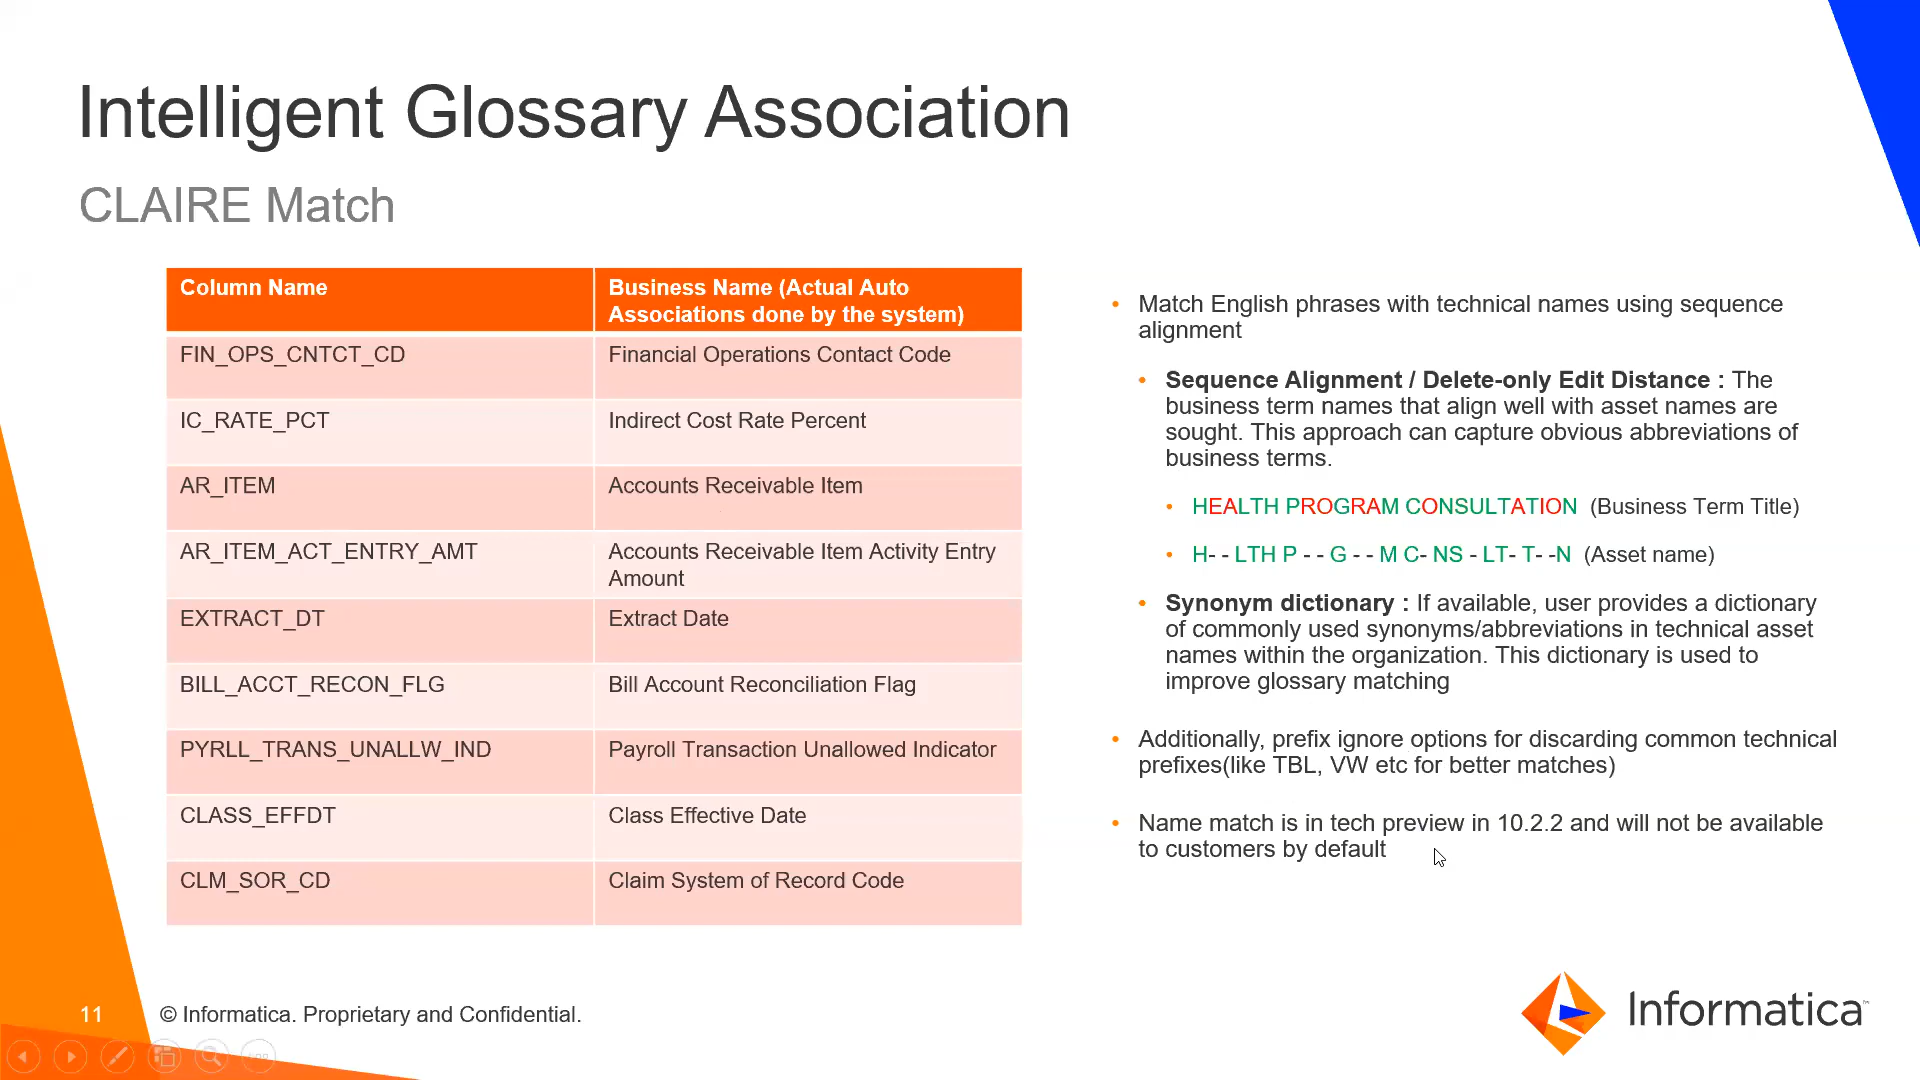 Intelligent Glossary Association
CLAIRE Match
Column Name
Business Name (Actual Auto
Associations done by the system)
FIN_OPS_CNTCT_CD
Financial Operations Contact Code
IC_RATE_PCT
Indirect Cost Rate Percent
AR_ITEM
Accounts Receivable Item
AR_ITEM_ACT_ENTRY_AMT
Accounts Receivable Item Activity Entry
Amount
EXTRACT_DT
Extract Date
BILL_ACCT_RECON_FLG
Bill Account Reconciliation Flag
PYRLL_TRANS_UNALLW_IND
Payroll Transaction Unallowed Indicator
CLASS_EFFDT
Class Effective Date
CLM_SOR_CD
Claim System of Record Code
• Match English phrases with technical names using sequence
alignment
• Sequence Alignment / Delete-only Edit Distance : The
business term names that align well with asset names are
sought. This approach can capture obvious abbreviations of
business terms.
• HEALTH PROGRAM CONSULTATION (Business Term Title)
• H- - LTH P - - G - - M C- NS - LT- T- -N (Asset name)
• Synonym dictionary : If available, user provides a dictionary
of commonly used synonyms/abbreviations in technical asset
names within the organization. This dictionary is used to
improve glossary matching
• Additionally, prefix ignore options for discarding common technical
prefixes(like TBL, VW etc for better matches)
• Name match is in tech preview in 10.2.2 and will not be available
to customers by default
11
© Informatica. Proprietary and Confidential.
Informatica™